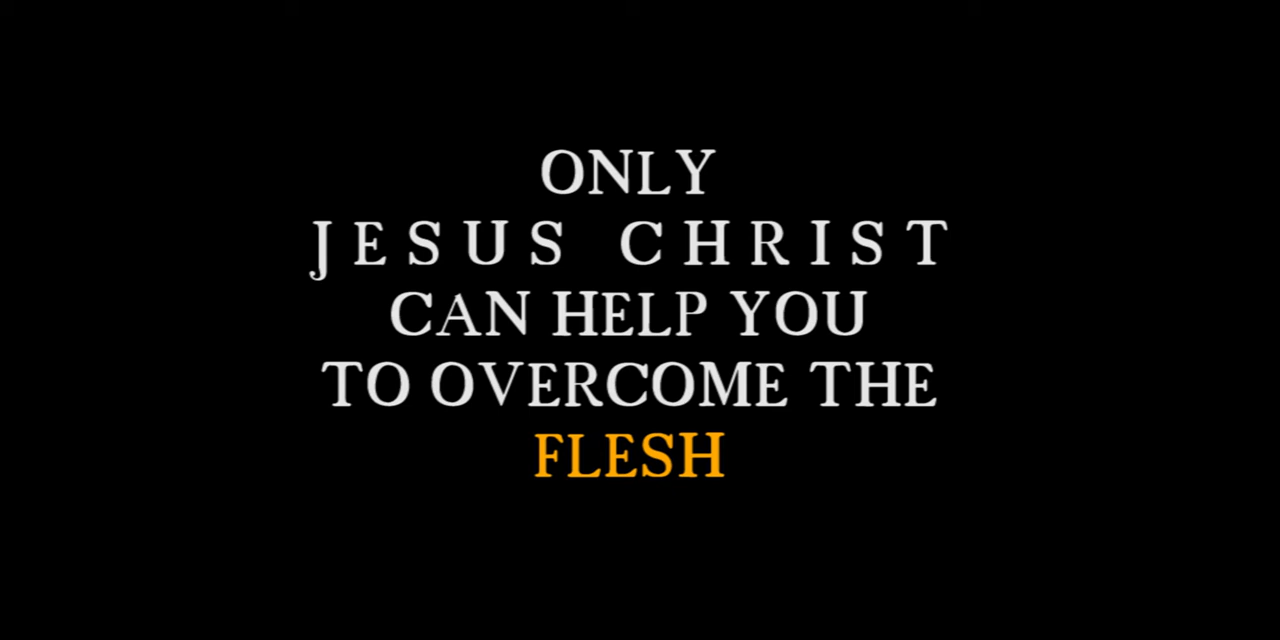 ONLY
JESUS CHRIST
CAN HELP YOU
TO OVERCOME THE
FLESH